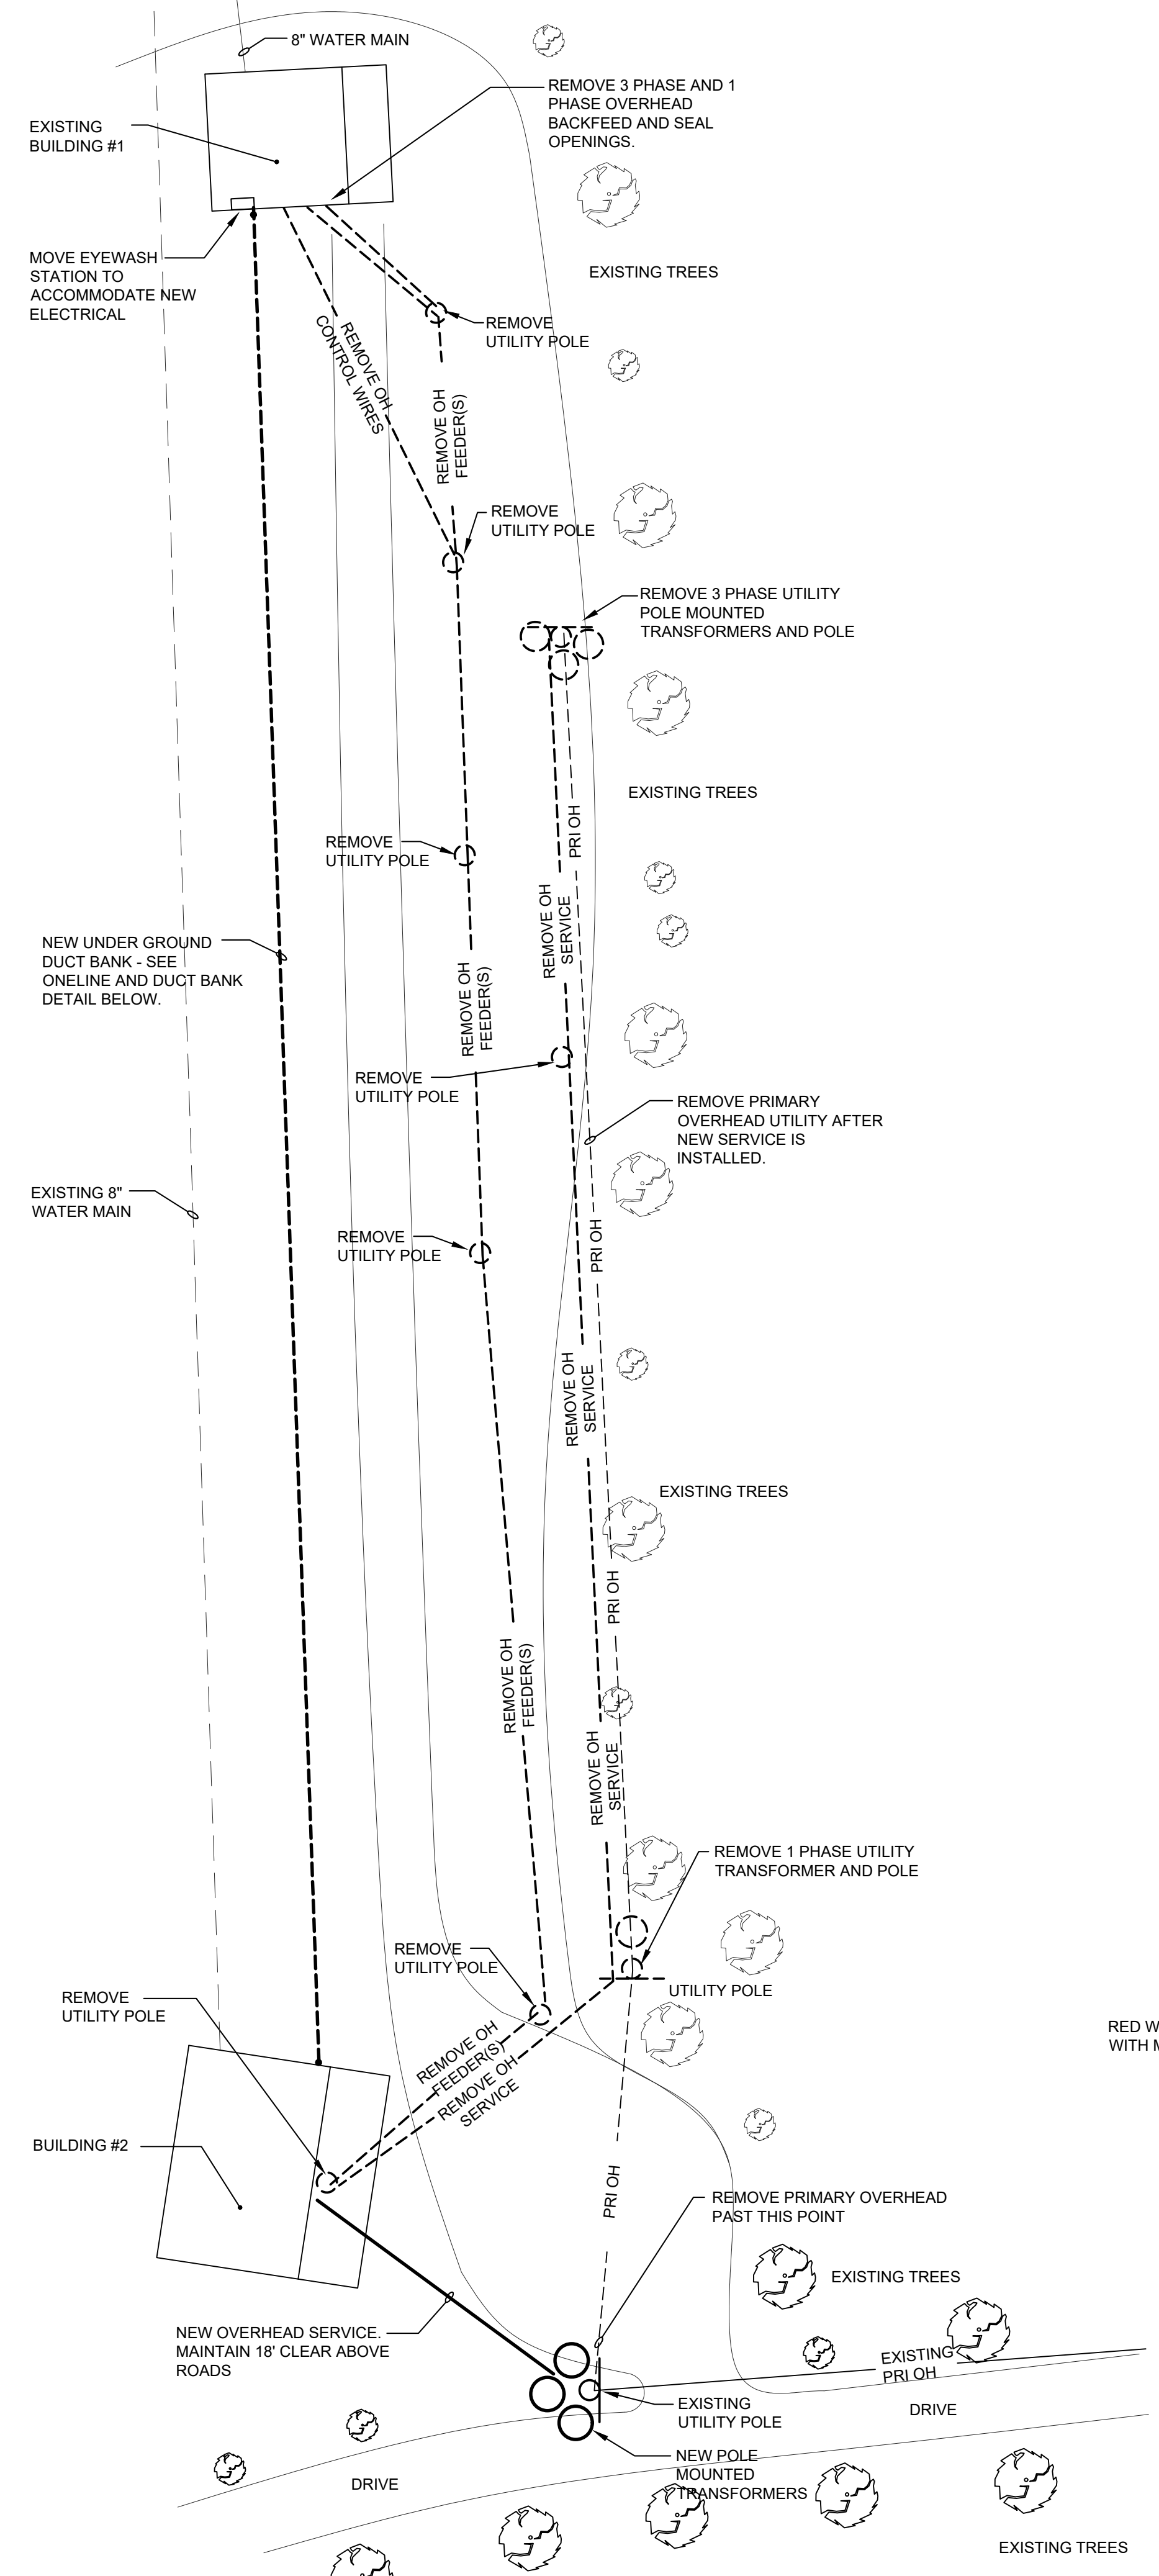 8" WATER MAIN
REMOVE 3 PHASE AND 1
PHASE OVERHEAD
BACKFEED AND SEAL
OPENINGS.
EXISTING
BUILDING #1
MOVE EYEWASH
STATION TO
ACCOMMODATE NEW
ELECTRICAL
EXISTING TREES
REMOVE
UTILITY POLE
REMOVE OH
CONTROL WIRES
REMOVE OH
FEEDER(S)
REMOVE
UTILITY POLE
REMOVE 3 PHASE UTILITY
POLE MOUNTED
TRANSFORMERS AND POLE
EXISTING TREES
PRI OH
REMOVE
UTILITY POLE
REMOVE OH
SERVICE
NEW UNDER GROUND
DUCT BANK - SEE
ONELINE AND DUCT BANK
DETAIL BELOW.
REMOVE OH
FEEDER(S)
REMOVE
UTILITY POLE
REMOVE PRIMARY
OVERHEAD UTILITY AFTER
NEW SERVICE IS
INSTALLED.
EXISTING 8"
WATER MAIN
REMOVE
UTILITY POLE
PRI OH
REMOVE OH
SERVICE
EXISTING TREES
PRI OH
REMOVE OH
FEEDER(S)
REMOVE OH
SERVICE
REMOVE 1 PHASE UTILITY
TRANSFORMER AND POLE
REMOVE
UTILITY POLE
UTILITY POLE
REMOVE
UTILITY POLE
RED W
WITH M
REMOVE OH
FEEDER(S)
REMOVE OH
SERVICE
BUILDING #2
PRI OH
REMOVE PRIMARY OVERHEAD
PAST THIS POINT
EXISTING TREES
NEW OVERHEAD SERVICE.
MAINTAIN 18' CLEAR ABOVE
ROADS
EXISTING
PRI OH
EXISTING
UTILITY POLE
DRIVE
NEW POLE
MOUNTED
TRANSFORMERS
DRIVE
EXISTING TREES